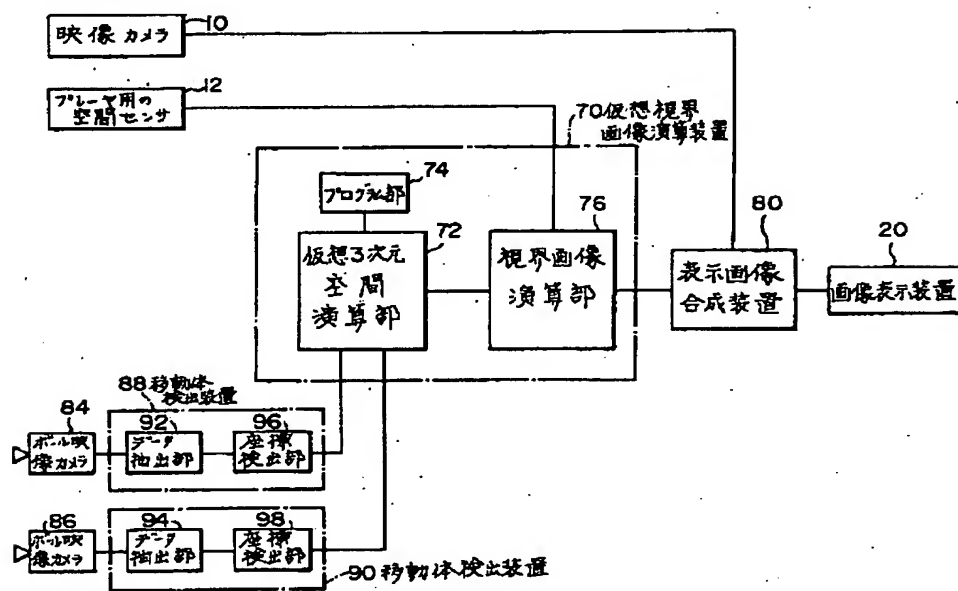 10
映像カメラ
12
プレーヤ用の
空間センサ
70仮想視界
画像演算装置
74
プログラム部
72
仮想3次元
空間
演算部
76
視界画像
演算部
80
表示画像
合成装置
20
画像表示装置
88移動体
検出装置
84
ボール映
像カメラ
92
データ
抽出部
96
座標
検出部
86
ボール映
像カメラ
94
データ
抽出部
98
座標
検出部
90移動体検出装置